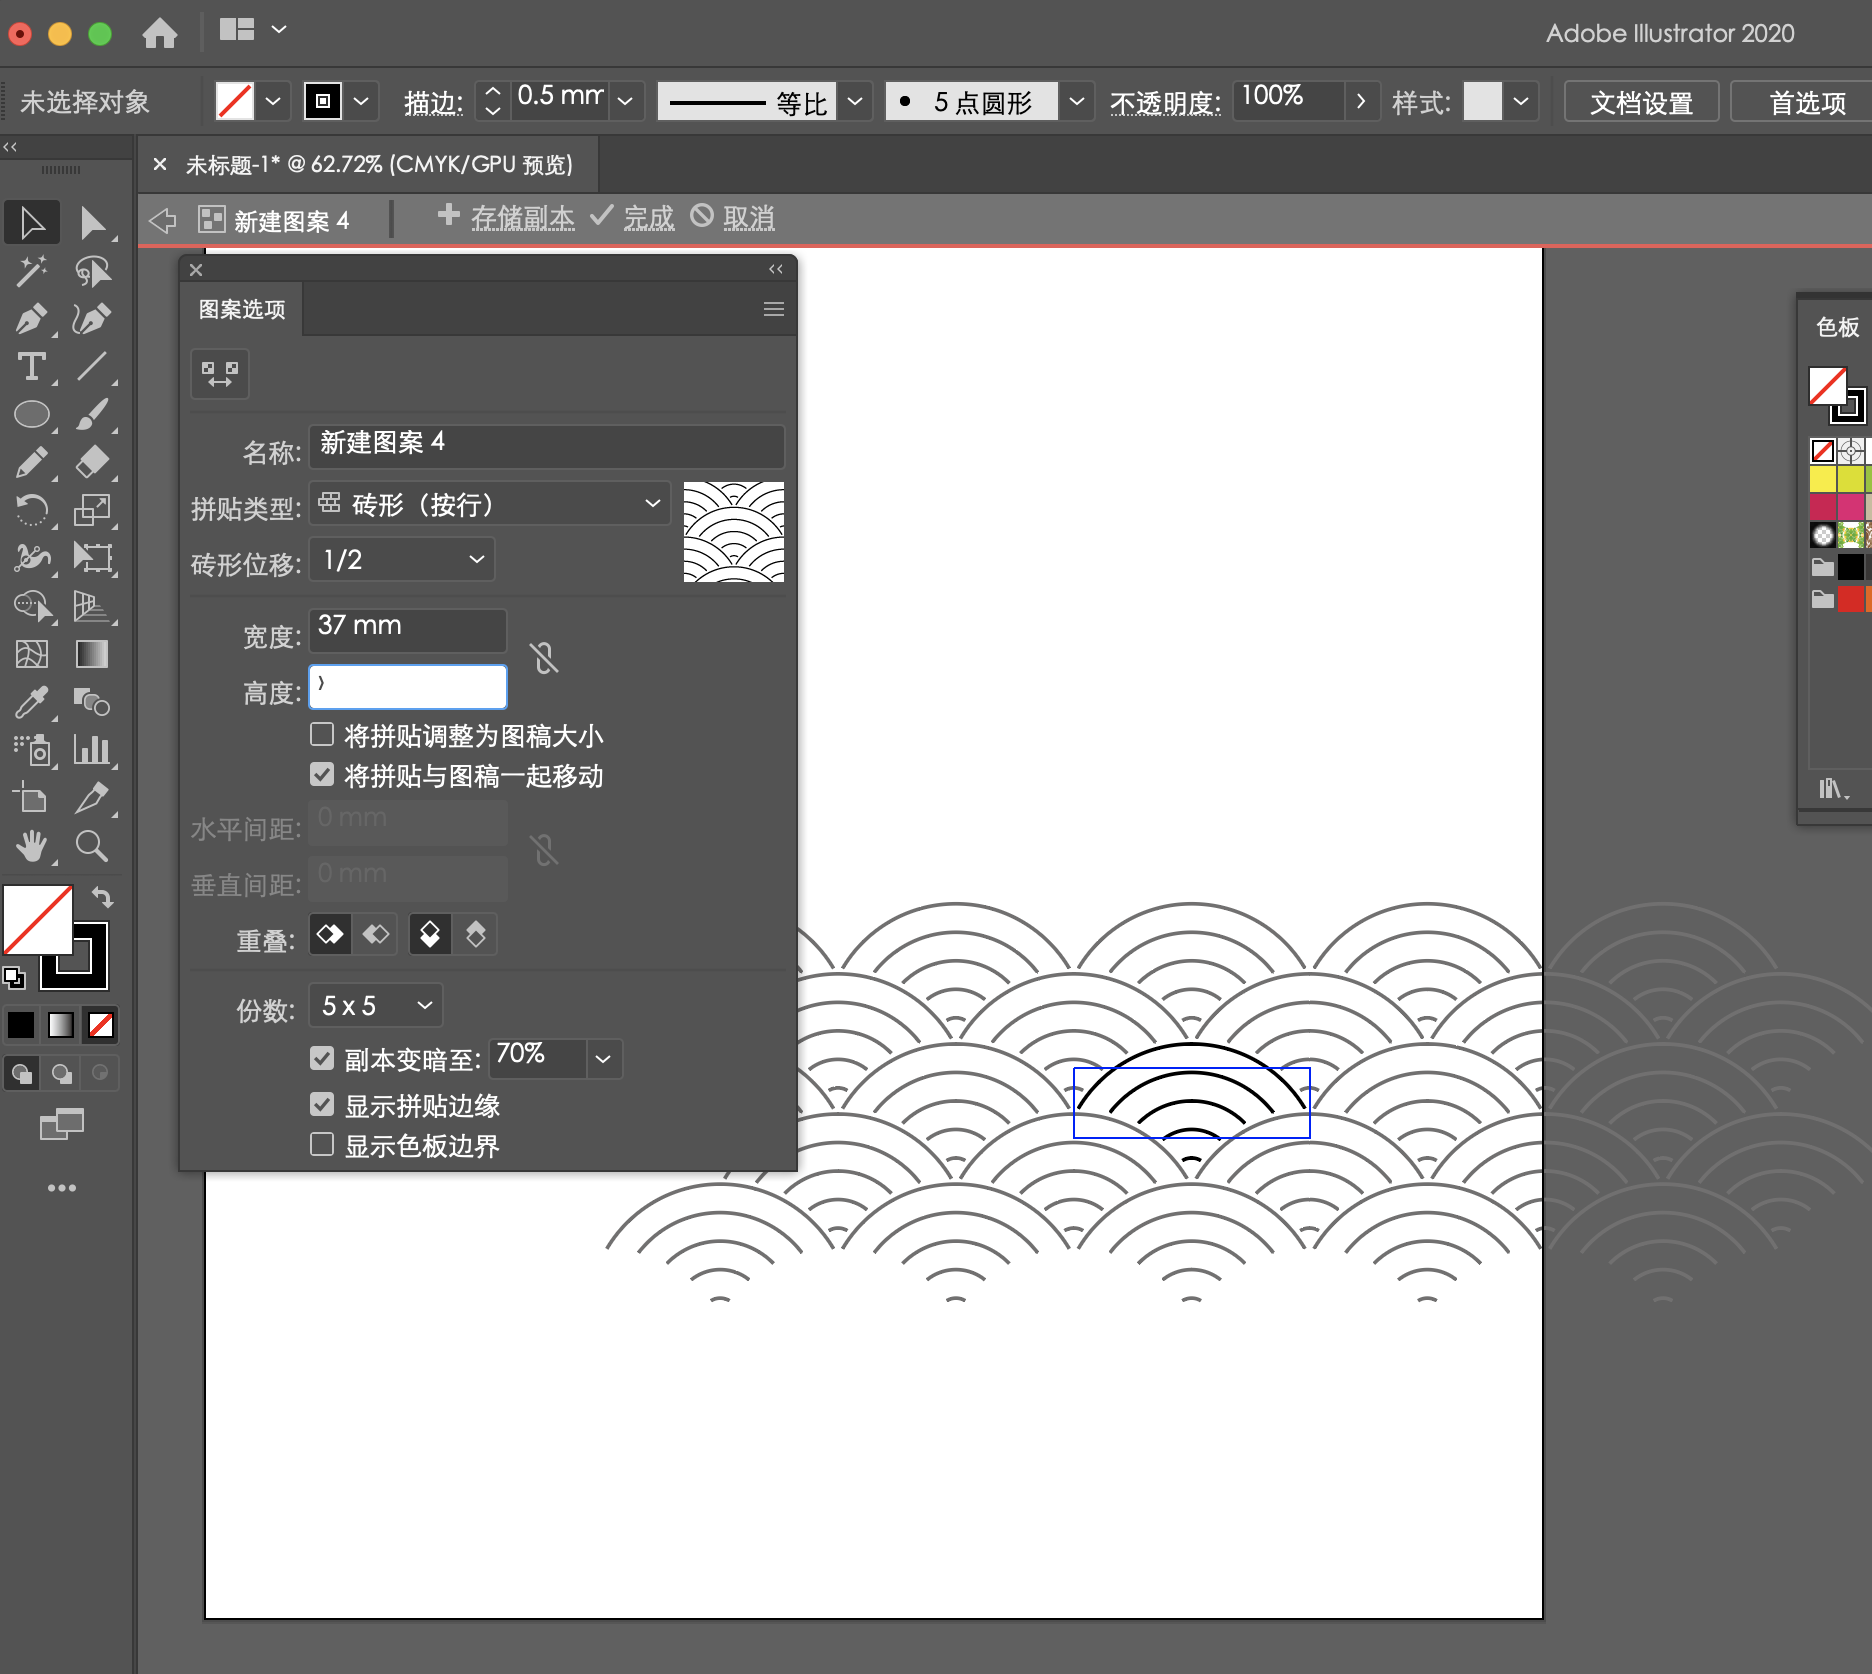 Adobe Illustrator 2020
未选择对象
描边:
0.5 mm
等比
5 点圆形
不透明度:
100%
样式:
文档设置
首选项
未标题-1* @ 62.72% (CMYK/GPU 预览)
新建图案 4
存储副本
完成
取消
图案选项
名称:
新建图案 4
拼贴类型:
砖形（按行）
砖形位移:
1/2
宽度:
37 mm
高度:
将拼贴调整为图稿大小
将拼贴与图稿一起移动
水平间距:
0 mm
垂直间距:
0 mm
重叠:
份数:
5 x 5
副本变暗至:
70%
显示拼贴边缘
显示色板边界
色板